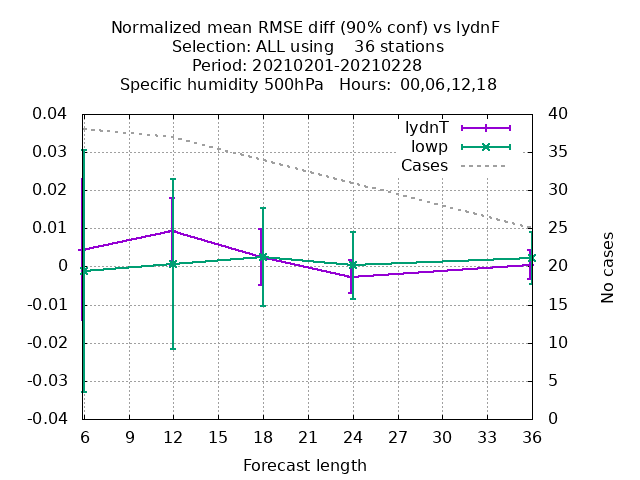 Normalized mean RMSE diff (90% conf) vs lydnF
Selection: ALL using    36 stations
Period: 20210201-20210228
Specific humidity 500hPa   Hours:  00,06,12,18
0.04
0.03
0.02
0.01
0
-0.01
-0.02
-0.03
-0.04
lydnT
lowp
Cases
40
35
30
25
20
15
10
5
0
No cases
6 9 12 15 18 21 24 27 30 33 36
Forecast length